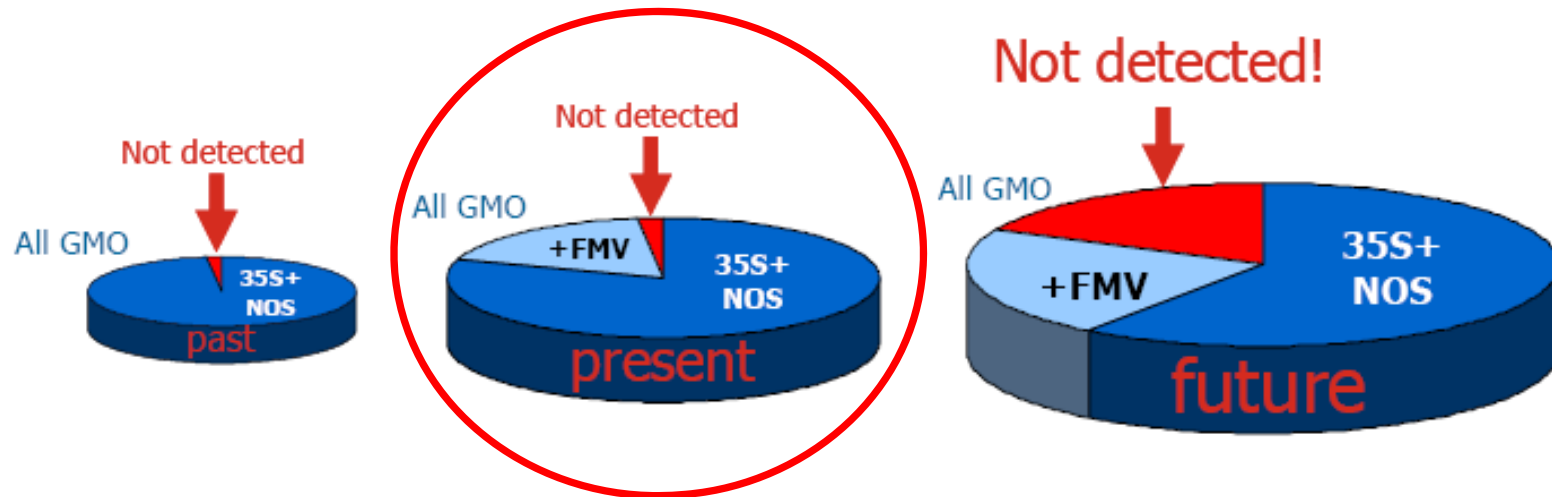 Not detected
All GMO
35S+
NOS
past
Not detected
All GMO
+FMV
35S+
NOS
present
Not detected!
All GMO
+FMV
35S+
NOS
future